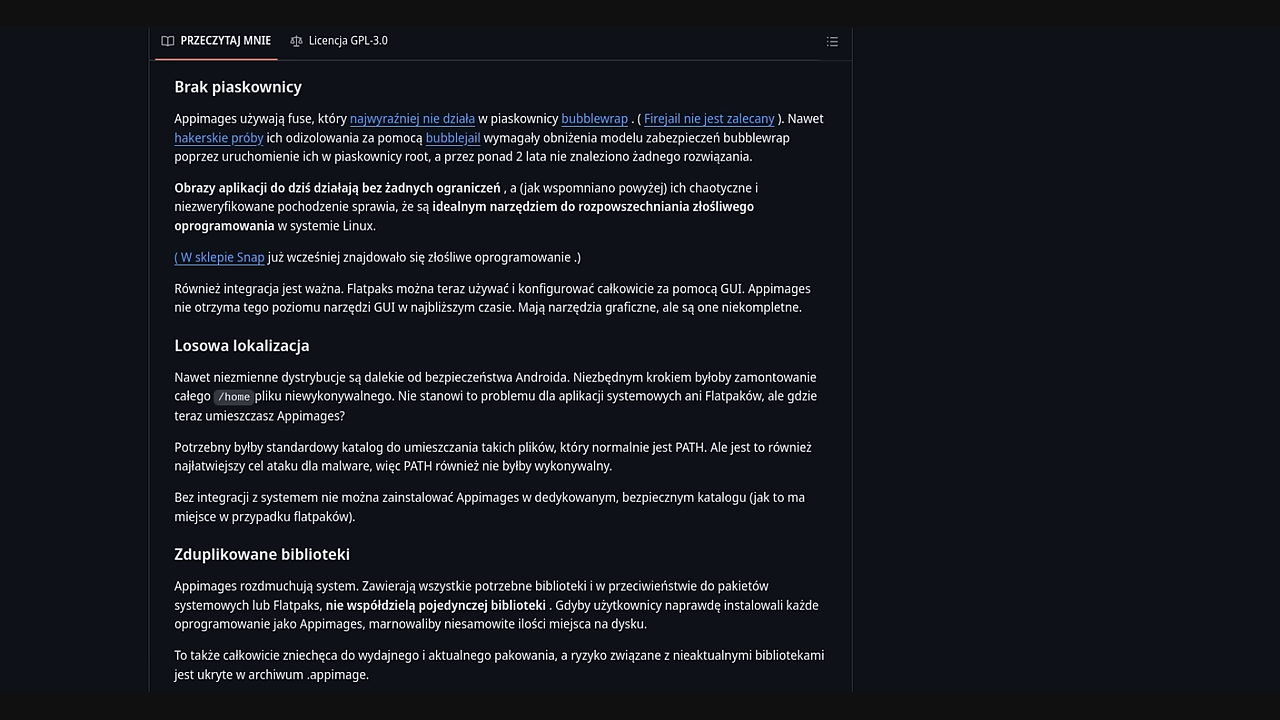 PRZECZYTAJ MNIE
Licencja GPL-3.0
Brak piaskownicy
Appimages używają fuse, który najwyraźniej nie działa w piaskownicy bubblewrap . ( Firejail nie jest zalecany ). Nawet
hakerskie próby ich odizolowania za pomocą bubblejail wymagały obniżenia modelu zabezpieczeń bubblewrap
poprzez uruchomienie ich w piaskownicy root, a przez ponad 2 lata nie znaleziono żadnego rozwiązania.
Obrazy aplikacji do dziś działają bez żadnych ograniczeń , a (jak wspomniano powyżej) ich chaotyczne i
niezweryfikowane pochodzenie sprawia, że są idealnym narzędziem do rozpowszechniania złośliwego
oprogramowania w systemie Linux.
( W sklepie Snap już wcześniej znajdowało się złośliwe oprogramowanie .)
Również integracja jest ważna. Flatpaks można teraz używać i konfigurować całkowicie za pomocą GUI. Appimages
nie otrzyma tego poziomu narzędzi GUI w najbliższym czasie. Mają narzędzia graficzne, ale są one niekompletne.
Losowa lokalizacja
Nawet niezmienne dystrybucje są dalekie od bezpieczeństwa Androida. Niezbędnym krokiem byłoby zamontowanie
całego /home pliku niewykonywalnego. Nie stanowi to problemu dla aplikacji systemowych ani Flatpaków, ale gdzie
teraz umieszczasz Appimages?
Potrzebny byłby standardowy katalog do umieszczania takich plików, który normalnie jest PATH. Ale jest to również
najłatwiejszy cel ataku dla malware, więc PATH również nie byłby wykonywalny.
Bez integracji z systemem nie można zainstalować Appimages w dedykowanym, bezpiecznym katalogu (jak to ma
miejsce w przypadku flatpaków).
Zduplikowane biblioteki
Appimages rozdmuchują system. Zawierają wszystkie potrzebne biblioteki i w przeciwieństwie do pakietów
systemowych lub Flatpaks, nie współdzielą pojedynczej biblioteki . Gdyby użytkownicy naprawdę instalowali każde
oprogramowanie jako Appimages, marnowaliby niesamowite ilości miejsca na dysku.
To także całkowicie zniechęca do wydajnego i aktualnego pakowania, a ryzyko związane z nieaktualnymi bibliotekami
jest ukryte w archiwum .appimage.